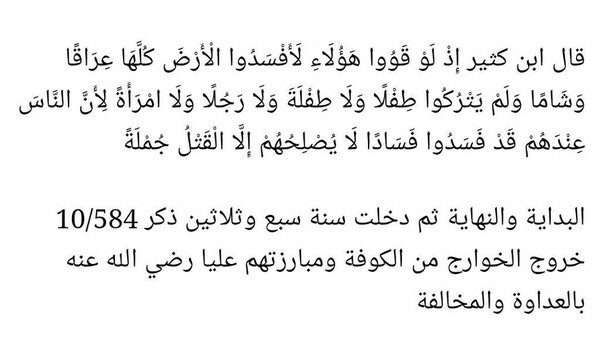 قال ابن كثير إِذْ لَوْ قَوُوا هَؤُلَاءِ لَأَفْسَدُوا الْأَرْضَ كُلَّهَا عِرَاقًا
وَشَامًا وَلَمْ يَتْرُكُوا طِفْلًا وَلَا طِفْلَةً وَلَا رَجُلًا وَلَا امْرَأَةً لِأَنَّ النَّاسَ
عِنْدَهُمْ قَدْ فَسَدُوا فَسَادًا لَا يُصْلِحُهُمْ إِلَّا الْقَتْلُ جُمْلَةً
البداية والنهاية ثم دخلت سنة سبع وثلاثين ذكر 10/584
خروج الخوارج من الكوفة ومبارزتهم عليا رضي الله عنه
بالعداوة والمخالفة